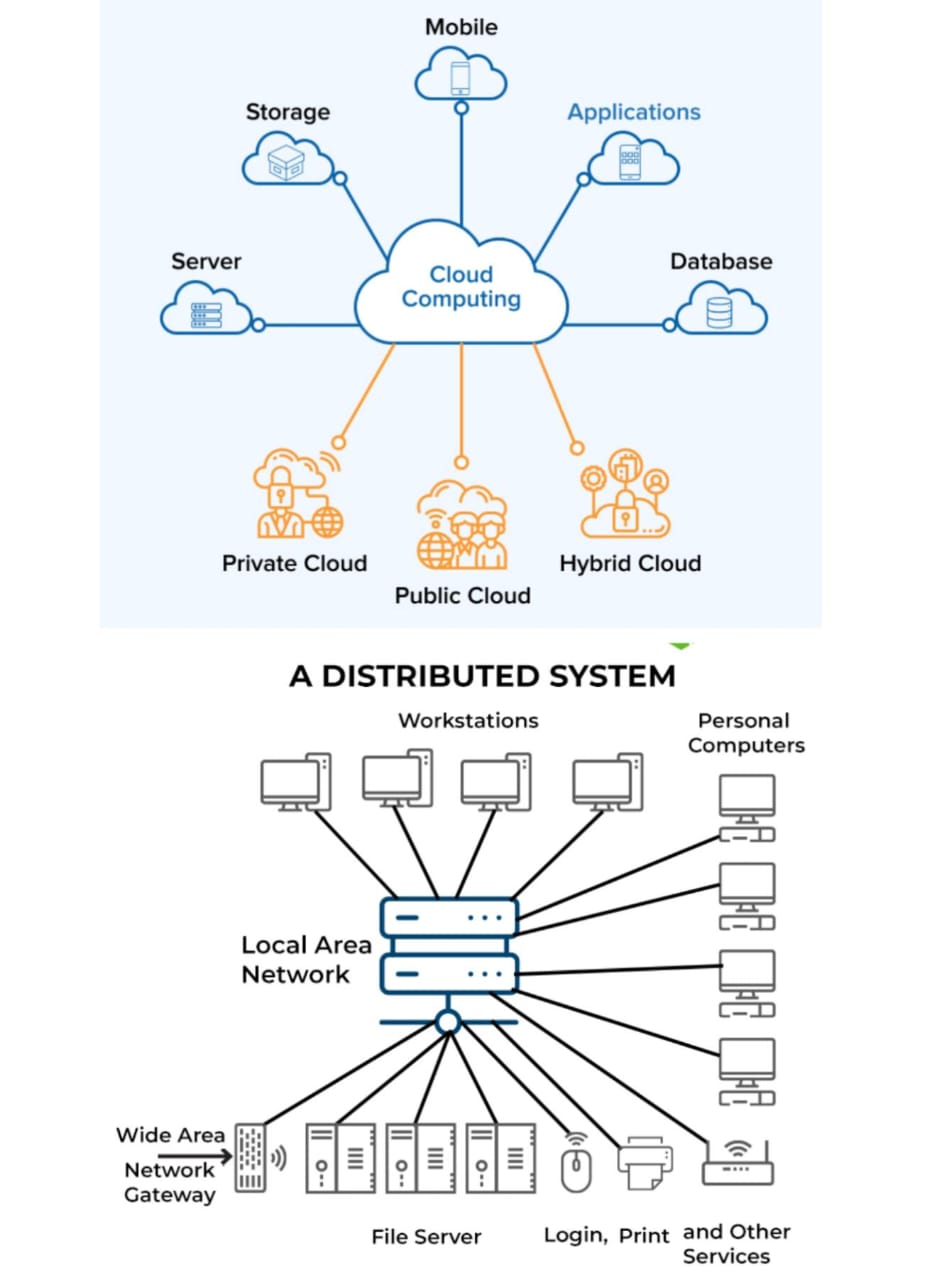 Mobile
Storage
Applications
Server
Database
Cloud
Computing
Private Cloud
Public Cloud
Hybrid Cloud
A DISTRIBUTED SYSTEM
Workstations
Personal
Computers
Local Area
Network
Wide Area
Network
Gateway
File Server
Login, Print and Other
Services